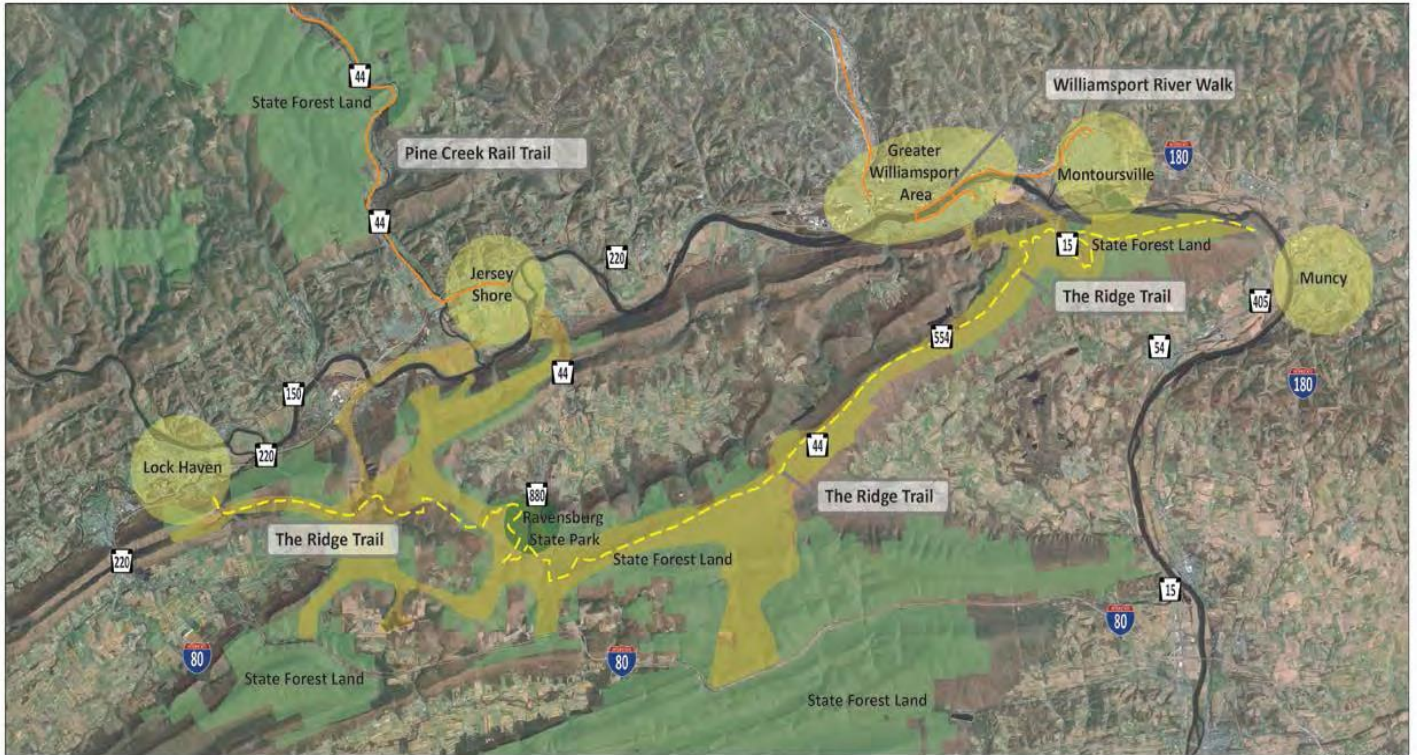 44
State Forest Land
Williamsport River Walk
Pine Creek Rail Trail
Greater
Williamsport
Area
180
Montoursville
44
220
15
State Forest Land
Jersey
Shore
Muncy
The Ridge Trail
405
554
54
44
180
150
44
Lock Haven
220
880
The Ridge Trail
Ravensburg
State Park
The Ridge Trail
220
State Forest Land
15
80
80
80
State Forest Land
State Forest Land